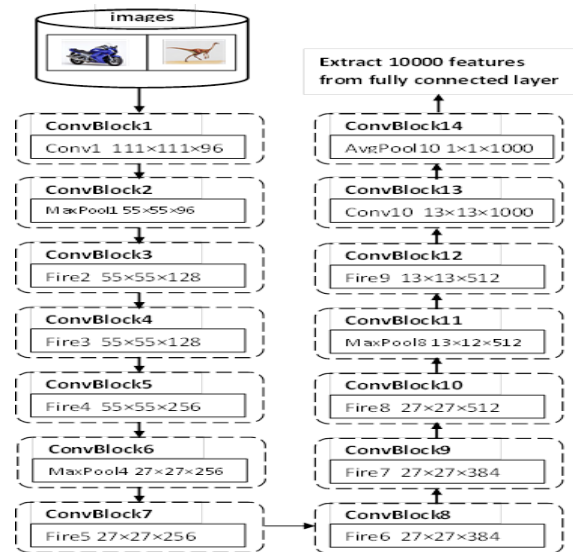 images
ConvBlock1
Conv1 111×111×96
ConvBlock2
MaxPool1 55×55×96
ConvBlock3
Fire2 55×55×128
ConvBlock4
Fire3 55×55×128
ConvBlock5
Fire4 55×55×256
ConvBlock6
MaxPool4 27×27×256
ConvBlock7
Fire5 27×27×256
ConvBlock8
Fire6 27×27×384
ConvBlock9
Fire7 27×27×384
ConvBlock10
Fire8 27×27×512
ConvBlock11
MaxPool8 13×12×512
ConvBlock12
Fire9 13×13×512
ConvBlock13
Conv10 13×13×1000
ConvBlock14
AvgPool10 1×1×1000
Extract 10000 features
from fully connected layer